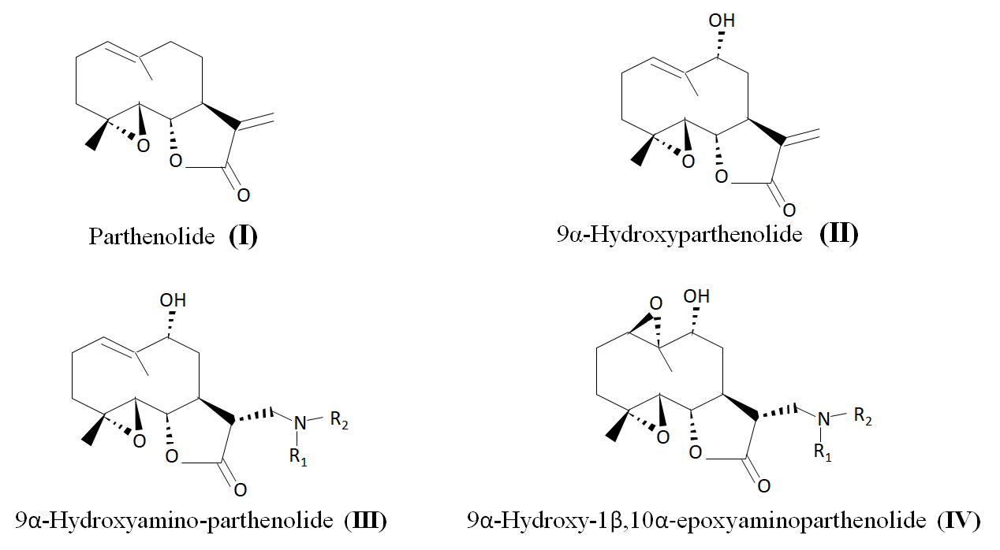 OH
O
O
O
O
O
O
Parthenolide (I)
9α-Hydroxyparthenolide (II)
OH
O
OH
N
R2
R1
O
O
O
N
R2
R1
O
O
O
9α-Hydroxyamino-parthenolide (III)
9α-Hydroxy-1β,10α-epoxyaminoparthenolide (IV)